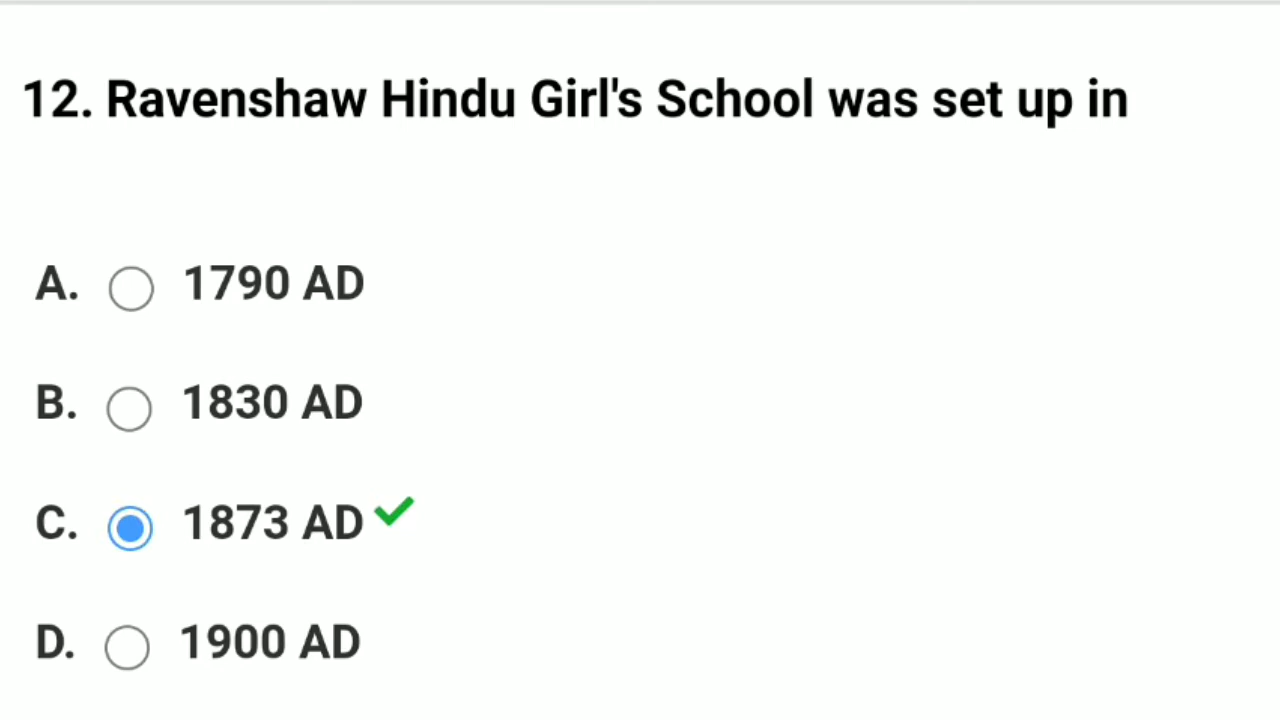 12. Ravenshaw Hindu Girl's School was set up in
A. 1790 AD
B. 1830 AD
C. 1873 AD
D. 1900 AD